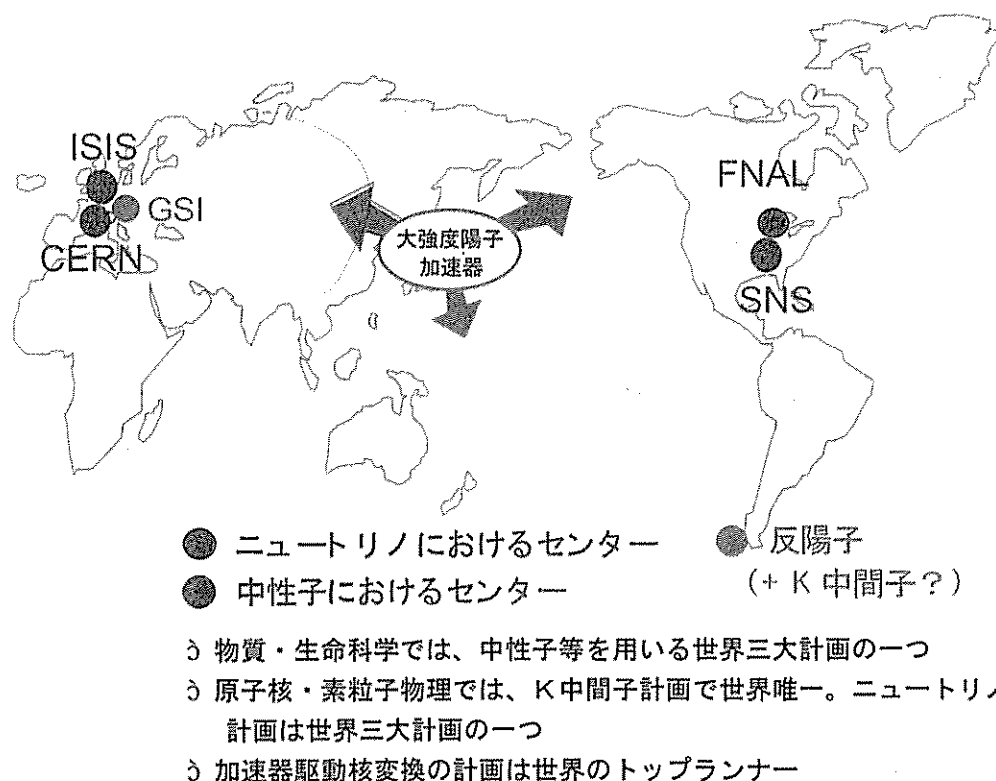 ISIS
GSI
CERN
大強度陽子
加速器
FNAL
SNS
ニュートリノにおけるセンター
中性子におけるセンター
反陽子
(+ K 中間子?)
物質・生命科学では、中性子等を用いる世界三大計画の一つ
原子核・素粒子物理では、K中間子計画で世界唯一。ニュートリノ
計画は世界三大計画の一つ
加速器駆動核変換の計画は世界のトップランナー